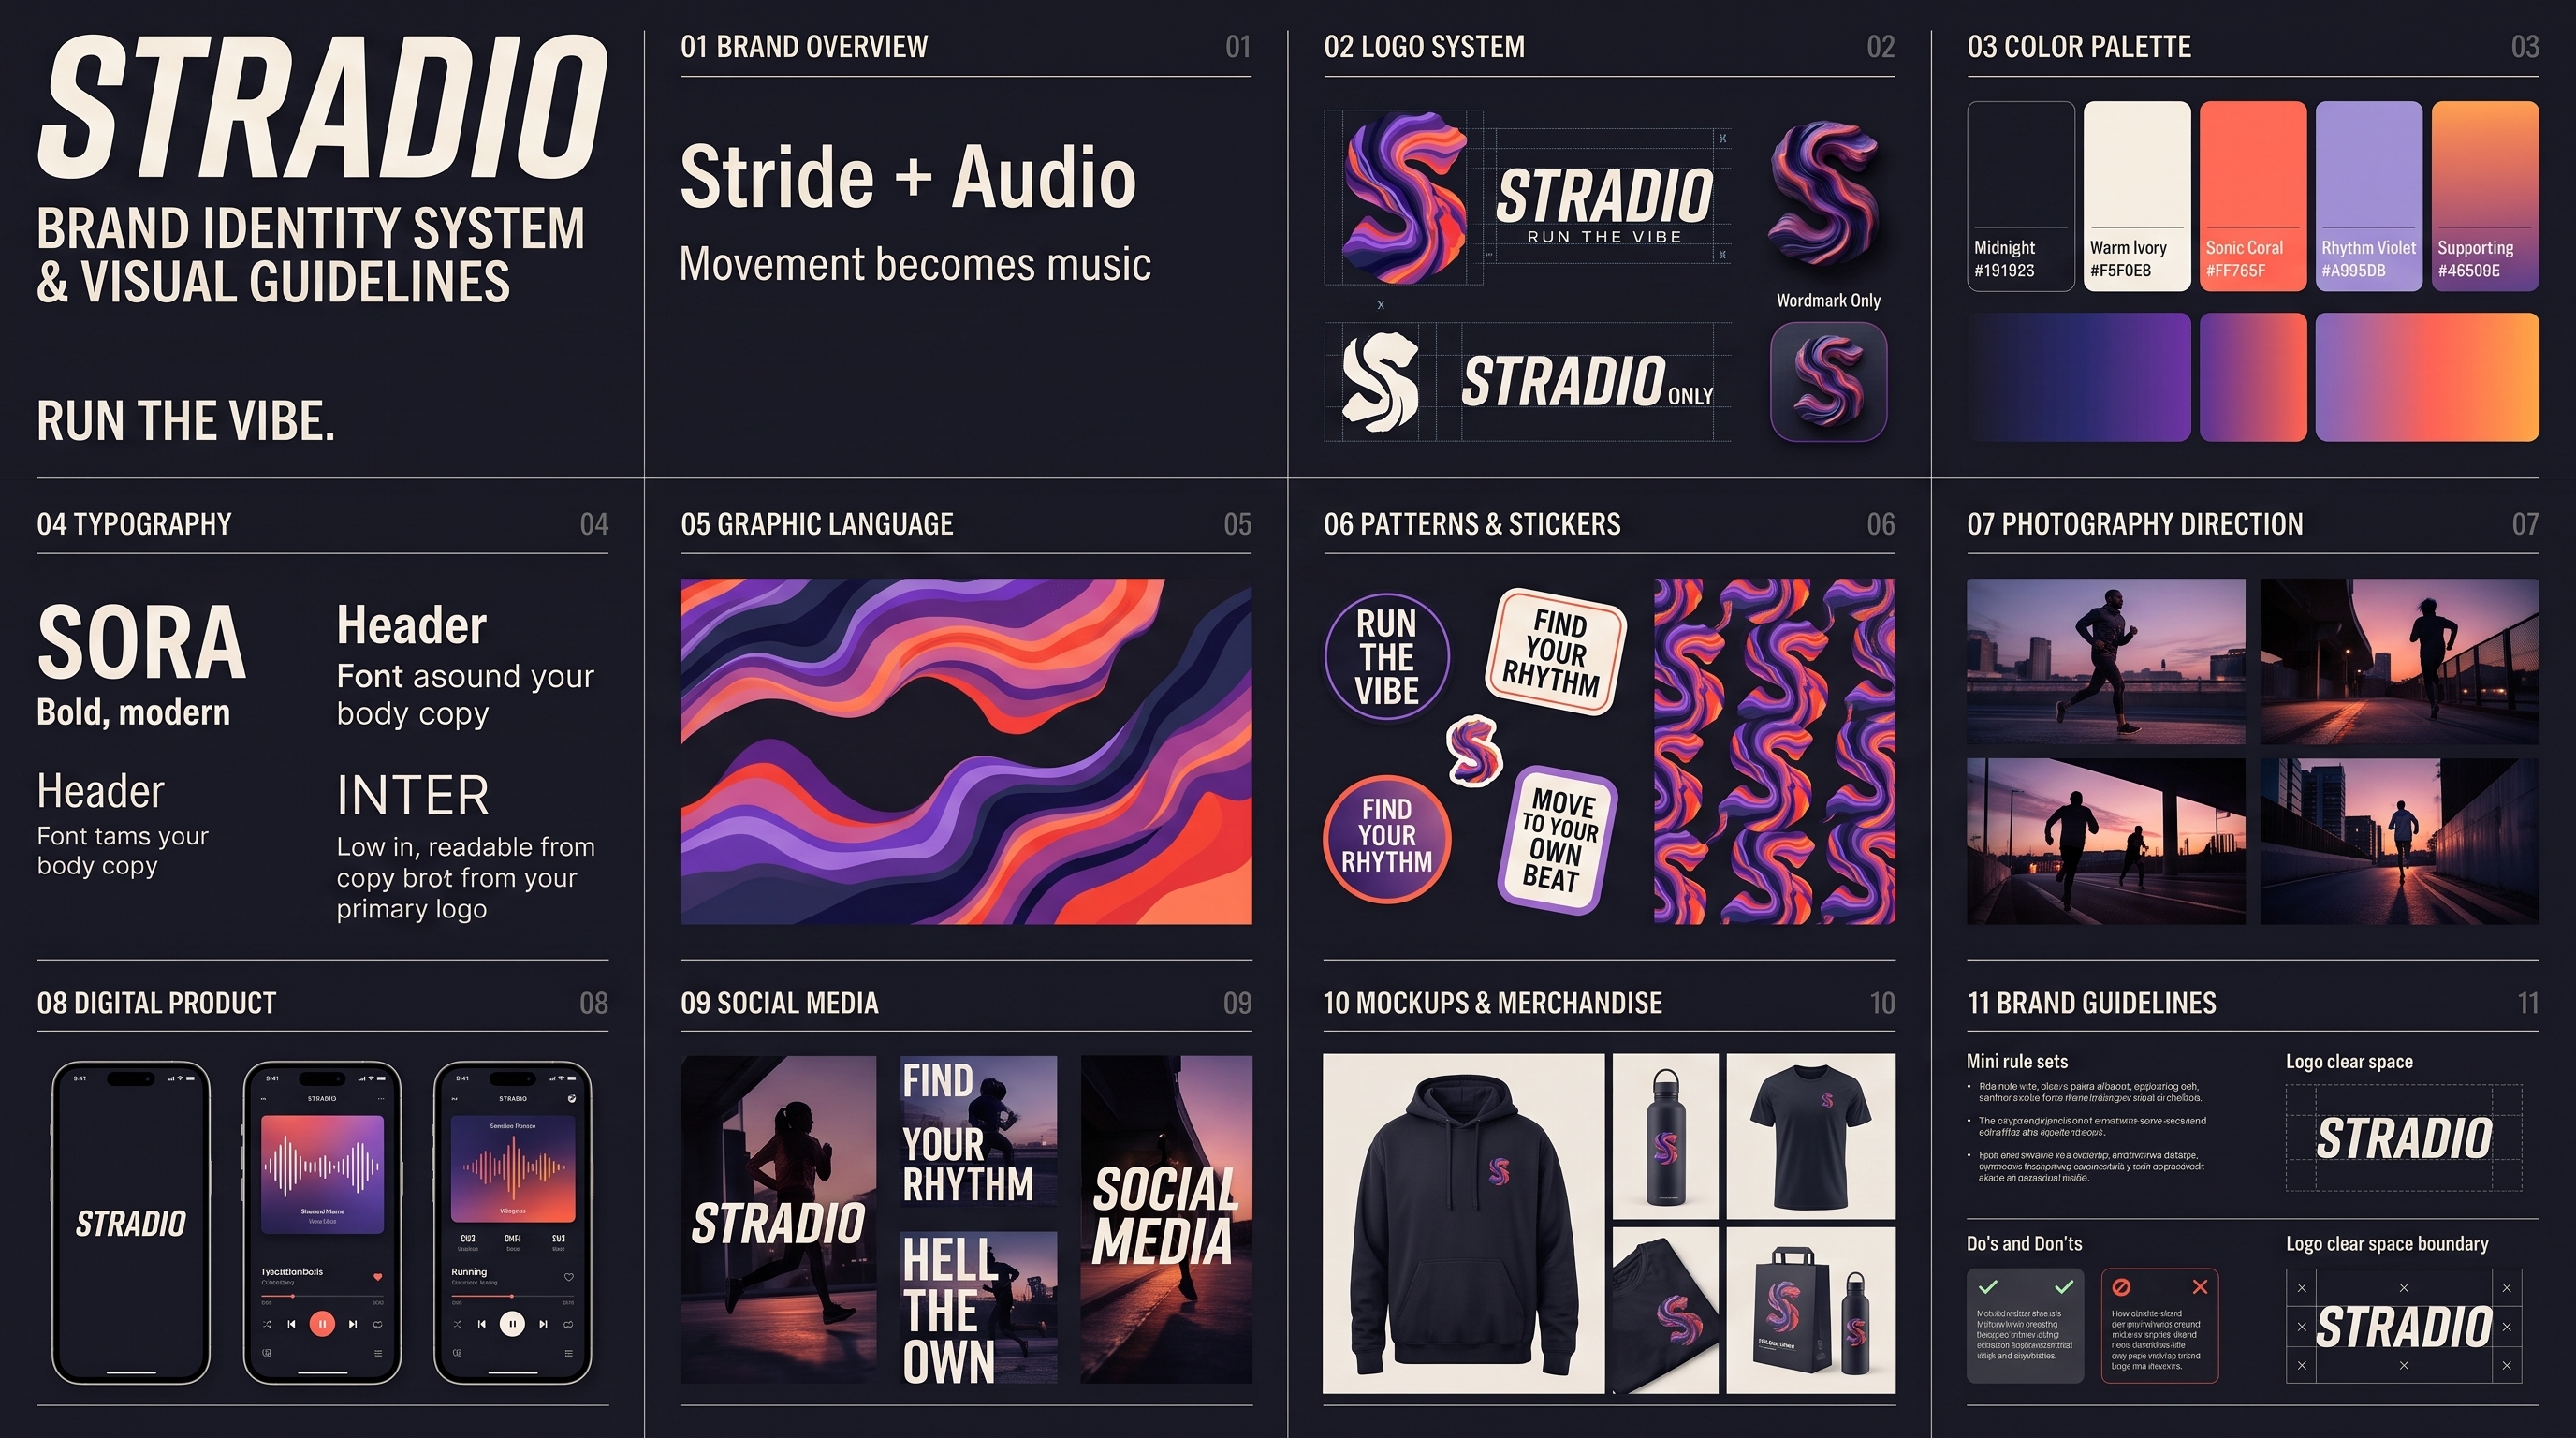 STRADIO
BRAND IDENTITY SYSTEM
& VISUAL GUIDELINES
RUN THE VIBE.
01 BRAND OVERVIEW
01
Stride + Audio
Movement becomes music
02 LOGO SYSTEM
02
STRADIO
RUN THE VIBE
X
Wordmark Only
STRADIO ONLY
03 COLOR PALETTE
03
Midnight
#191923
Warm Ivory
#F5F0E8
Sonic Coral
#FF765F
Rhythm Violet
#A995DB
Supporting
#46509E
04 TYPOGRAPHY
04
SORA
Bold, modern
Header
Font asound your
body copy
Header
Font tams your
body copy
INTER
Low in, readable from
copy brot from your
primary logo
05 GRAPHIC LANGUAGE
05
06 PATTERNS & STICKERS
06
RUN
THE
VIBE
FIND
YOUR
RHYTHM
FIND
YOUR
RHYTHM
MOVE
TO YOUR
OWN
BEAT
07 PHOTOGRAPHY DIRECTION
07
08 DIGITAL PRODUCT
08
9:41
STRADIO
STRADIO
STRADIO
Running
09 SOCIAL MEDIA
09
STRADIO
FIND
YOUR
RHYTHM
HELL
THE
OWN
SOCIAL
MEDIA
10 MOCKUPS & MERCHANDISE
10
11 BRAND GUIDELINES
11
Mini rule sets
Logo clear space
STRADIO
Do's and Don'ts
Logo clear space boundary
STRADIO